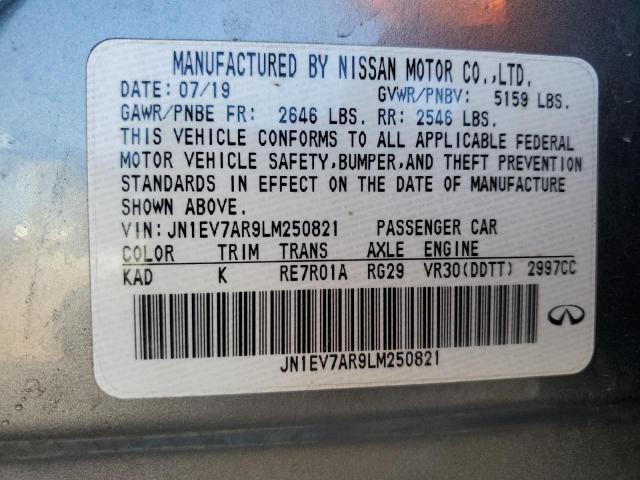 MANUFACTURED BY NISSAN MOTOR CO.,LTD.
DATE: 07/19 GVWR/PNBV: 5159 LBS.
GAWR/PNBE FR: 2646 LBS. RR: 2546 LBS.
THIS VEHICLE CONFORMS TO ALL APPLICABLE FEDERAL
MOTOR VEHICLE SAFETY,BUMPER,AND THEFT PREVENTION
STANDARDS IN EFFECT ON THE DATE OF MANUFACTURE
SHOWN ABOVE.
VIN:JN1EV7AR9LM250821 PASSENGER CAR
COLOR TRIM TRANS AXLE ENGINE
KAD K RE7R01A RG29 VR30(DDTT) 2997CC
JN1EV7AR9LM250821